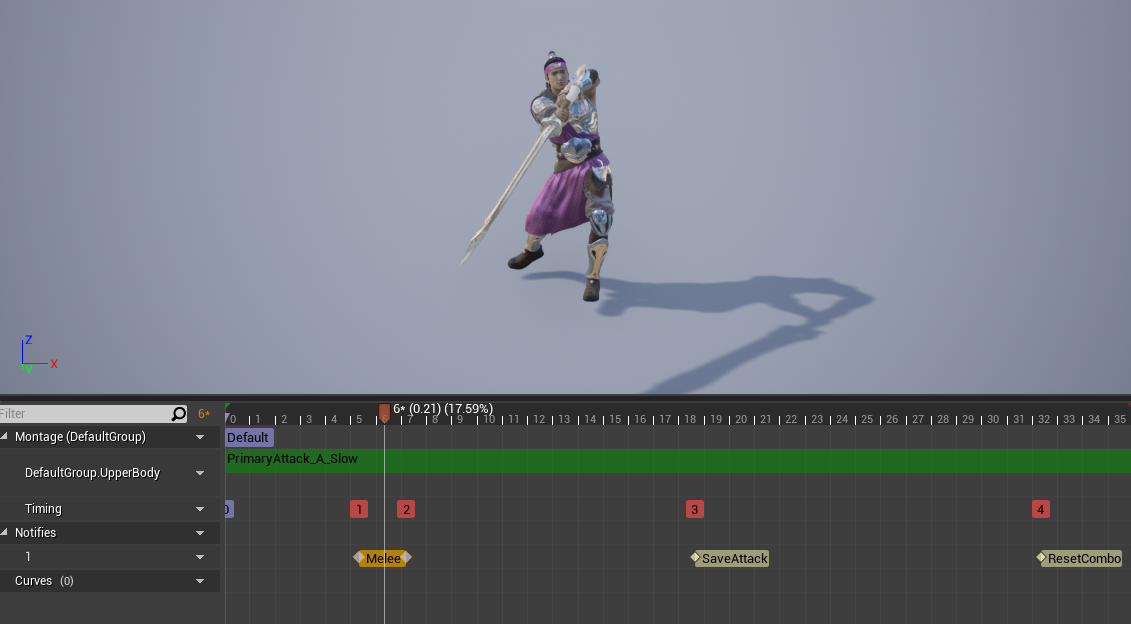 Z
X
Y
Filter
6*
6* (0.21) (17.59%)
0 1 2 3 4 5 6 7 8 9 10 11 12 13 14 15 16 17 18 19 20 21 22 23 24 25 26 27 28 29 30 31 32 33 34 35
Montage (DefaultGroup)
Default
PrimaryAttack_A_Slow
DefaultGroup.UpperBody
Timing
0 1 2 3 4
Notifies
1
Melee SaveAttack ResetCombo
Curves (0)